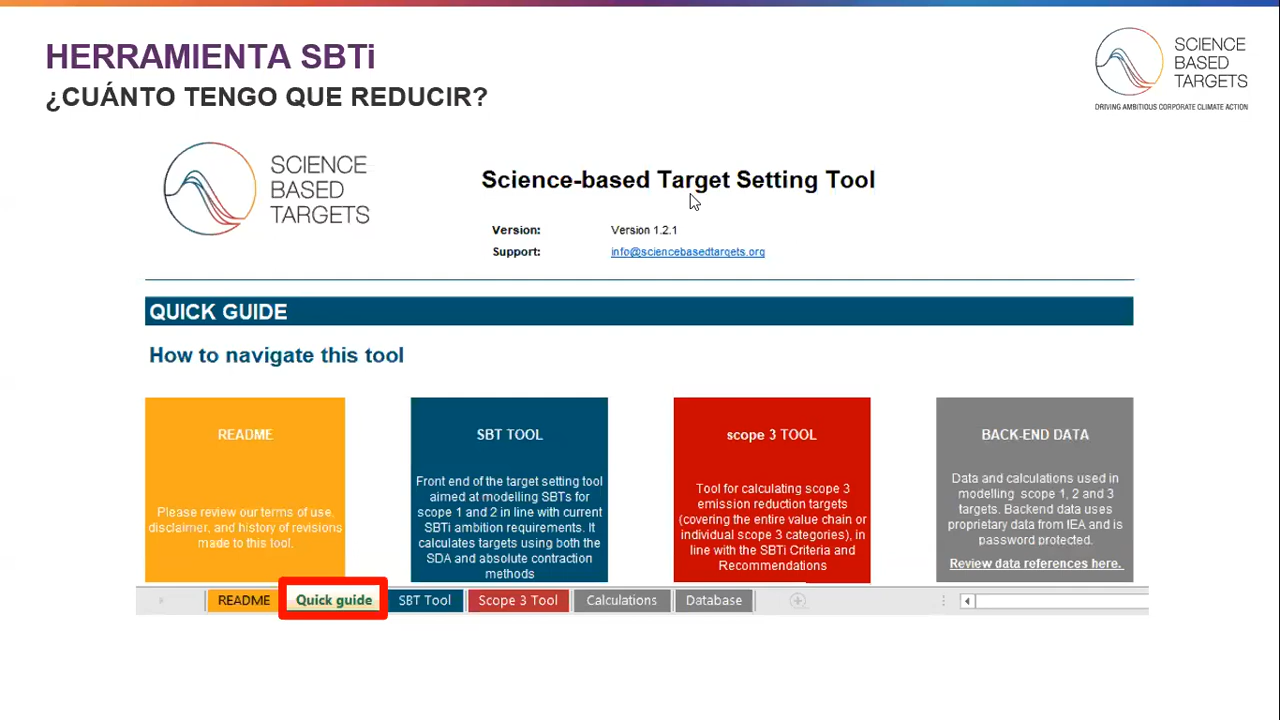 HERRAMIENTA SBTi
¿CUÁNTO TENGO QUE REDUCIR?
SCIENCE
BASED
TARGETS
DRIVING AMBITIOUS CORPORATE CLIMATE ACTION
SCIENCE
BASED
TARGETS
Science-based Target Setting Tool
Version: Version 1.2.1
Support: info@sciencebasedtargets.org
QUICK GUIDE
How to navigate this tool
README
Please review our terms of use,
disclaimer, and history of revisions
made to this tool.
SBT TOOL
Front end of the target setting tool
aimed at modelling SBTs for
scope 1 and 2 in line with current
SBTi ambition requirements. It
calculates targets using both the
SDA and absolute contraction
methods
scope 3 TOOL
Tool for calculating scope 3
emission reduction targets
(covering the entire value chain or
individual scope 3 categories), in
line with the SBTi Criteria and
Recommendations
BACK-END DATA
Data and calculations used in
modelling scope 1, 2 and 3
targets. Backend data uses
proprietary data from IEA and is
password protected.
Review data references here.
README Quick guide SBT Tool Scope 3 Tool Calculations Database